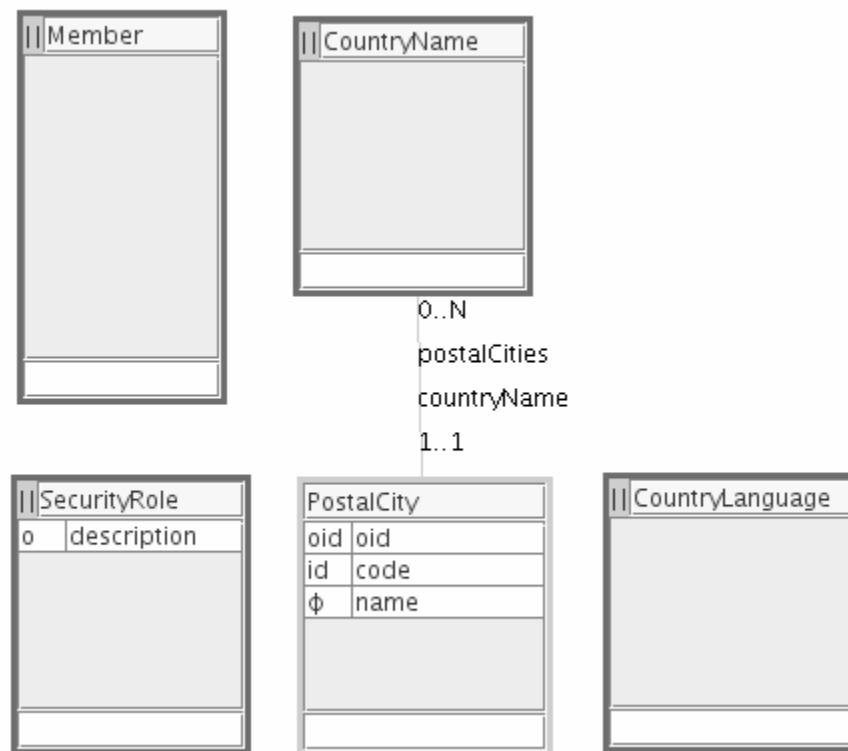 ||Member
||CountryName
0..N
postalCities
countryName
1..1
||SecurityRole
o description
PostalCity
oid oid
id code
ϕ name
||CountryLanguage